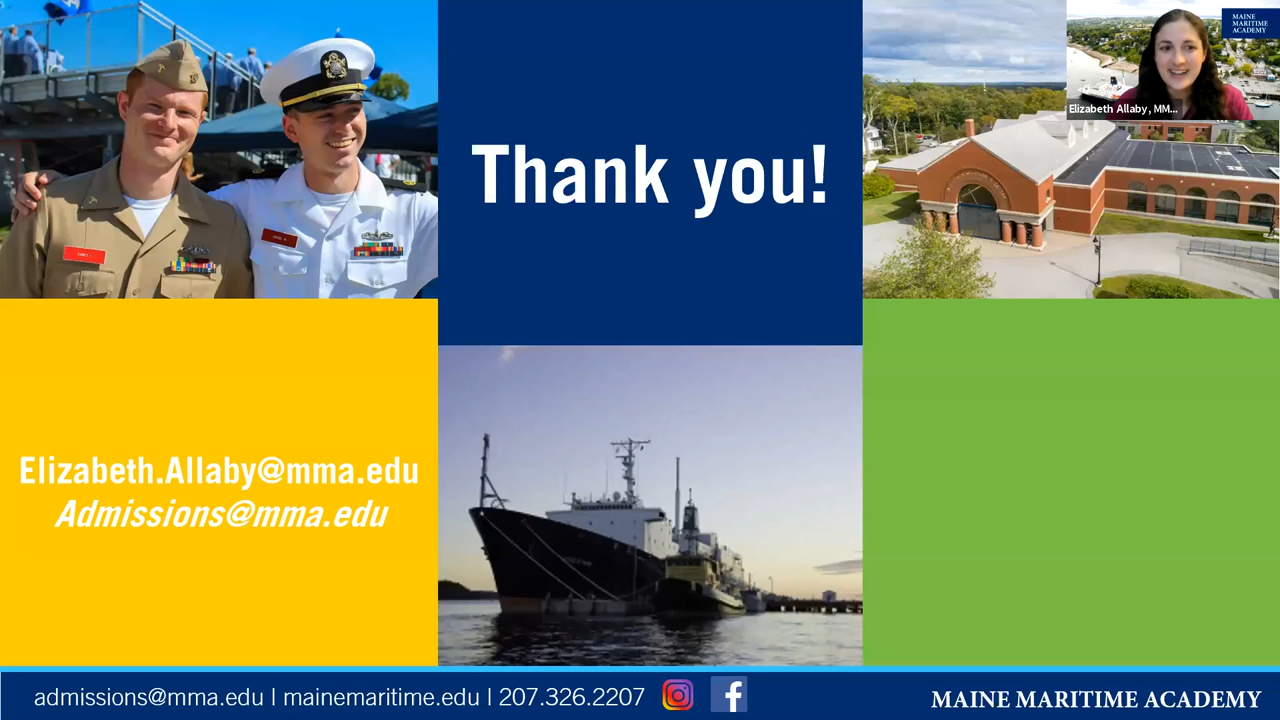 Thank you!
MAINE
MARITIME
ACADEMY
Elizabeth Allaby, MM...
Elizabeth.Allaby@mma.edu
Admissions@mma.edu
admissions@mma.edu | mainemaritime.edu | 207.326.2207
MAINE MARITIME ACADEMY